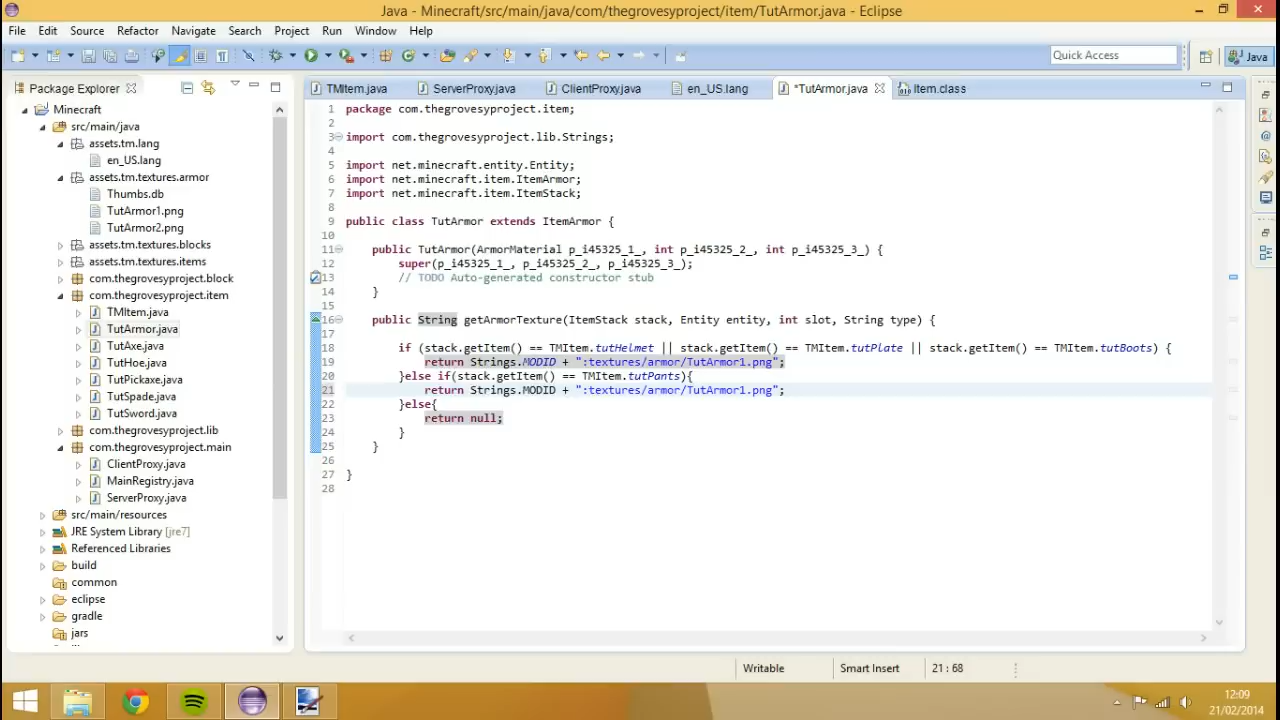 Java - Minecraft/src/main/java/com/thegrovesyproject/item/TutArmor.java - Eclipse
File Edit Source Refactor Navigate Search Project Run Window Help
Quick Access
Java
Package Explorer
TMItem.java ServerProxy.java ClientProxy.java en_US.lang *TutArmor.java Item.class
Minecraft
src/main/java
assets.tm.lang
en_US.lang
assets.tm.textures.armor
Thumbs.db
TutArmor1.png
TutArmor2.png
assets.tm.textures.blocks
assets.tm.textures.items
com.thegrovesyproject.block
com.thegrovesyproject.item
TMItem.java
TutArmor.java
TutAxe.java
TutHoe.java
TutPickaxe.java
TutSpade.java
TutSword.java
com.thegrovesyproject.lib
com.thegrovesyproject.main
ClientProxy.java
MainRegistry.java
ServerProxy.java
src/main/resources
JRE System Library [jre7]
Referenced Libraries
build
common
eclipse
gradle
jars
1 package com.thegrovesyproject.item;
2
3 import com.thegrovesyproject.lib.Strings;
4
5 import net.minecraft.entity.Entity;
6 import net.minecraft.item.ItemArmor;
7 import net.minecraft.item.ItemStack;
8
9 public class TutArmor extends ItemArmor {
10
11 public TutArmor(ArmorMaterial p_i45325_1_, int p_i45325_2_, int p_i45325_3_) {
12 super(p_i45325_1_, p_i45325_2_, p_i45325_3_);
13 // TODO Auto-generated constructor stub
14 }
15
16 public String getArmorTexture(ItemStack stack, Entity entity, int slot, String type) {
17
18 if (stack.getItem() == TMItem.tutHelmet || stack.getItem() == TMItem.tutPlate || stack.getItem() == TMItem.tutBoots) {
19 return Strings.MODID + ":textures/armor/TutArmor1.png";
20 }else if(stack.getItem() == TMItem.tutPants){
21 return Strings.MODID + ":textures/armor/TutArmor1.png";
22 }else{
23 return null;
24 }
25 }
26
27 }
28
Writable Smart Insert 21 : 68
12:09
21/02/2014